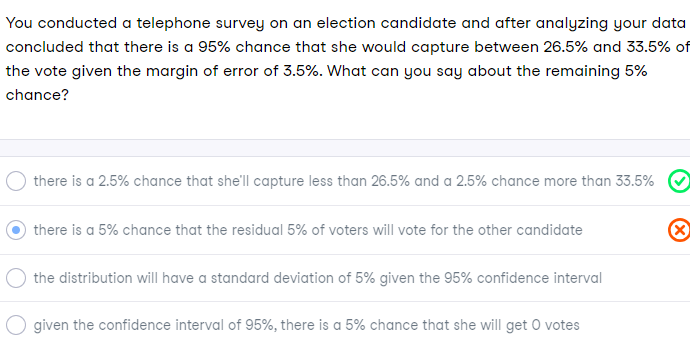 You conducted a telephone survey on an election candidate and after analyzing your data
concluded that there is a 95% chance that she would capture between 26.5% and 33.5% of
the vote given the margin of error of 3.5%. What can you say about the remaining 5%
chance?
there is a 2.5% chance that she'll capture less than 26.5% and a 2.5% chance more than 33.5%
there is a 5% chance that the residual 5% of voters will vote for the other candidate
the distribution will have a standard deviation of 5% given the 95% confidence interval
given the confidence interval of 95%, there is a 5% chance that she will get 0 votes